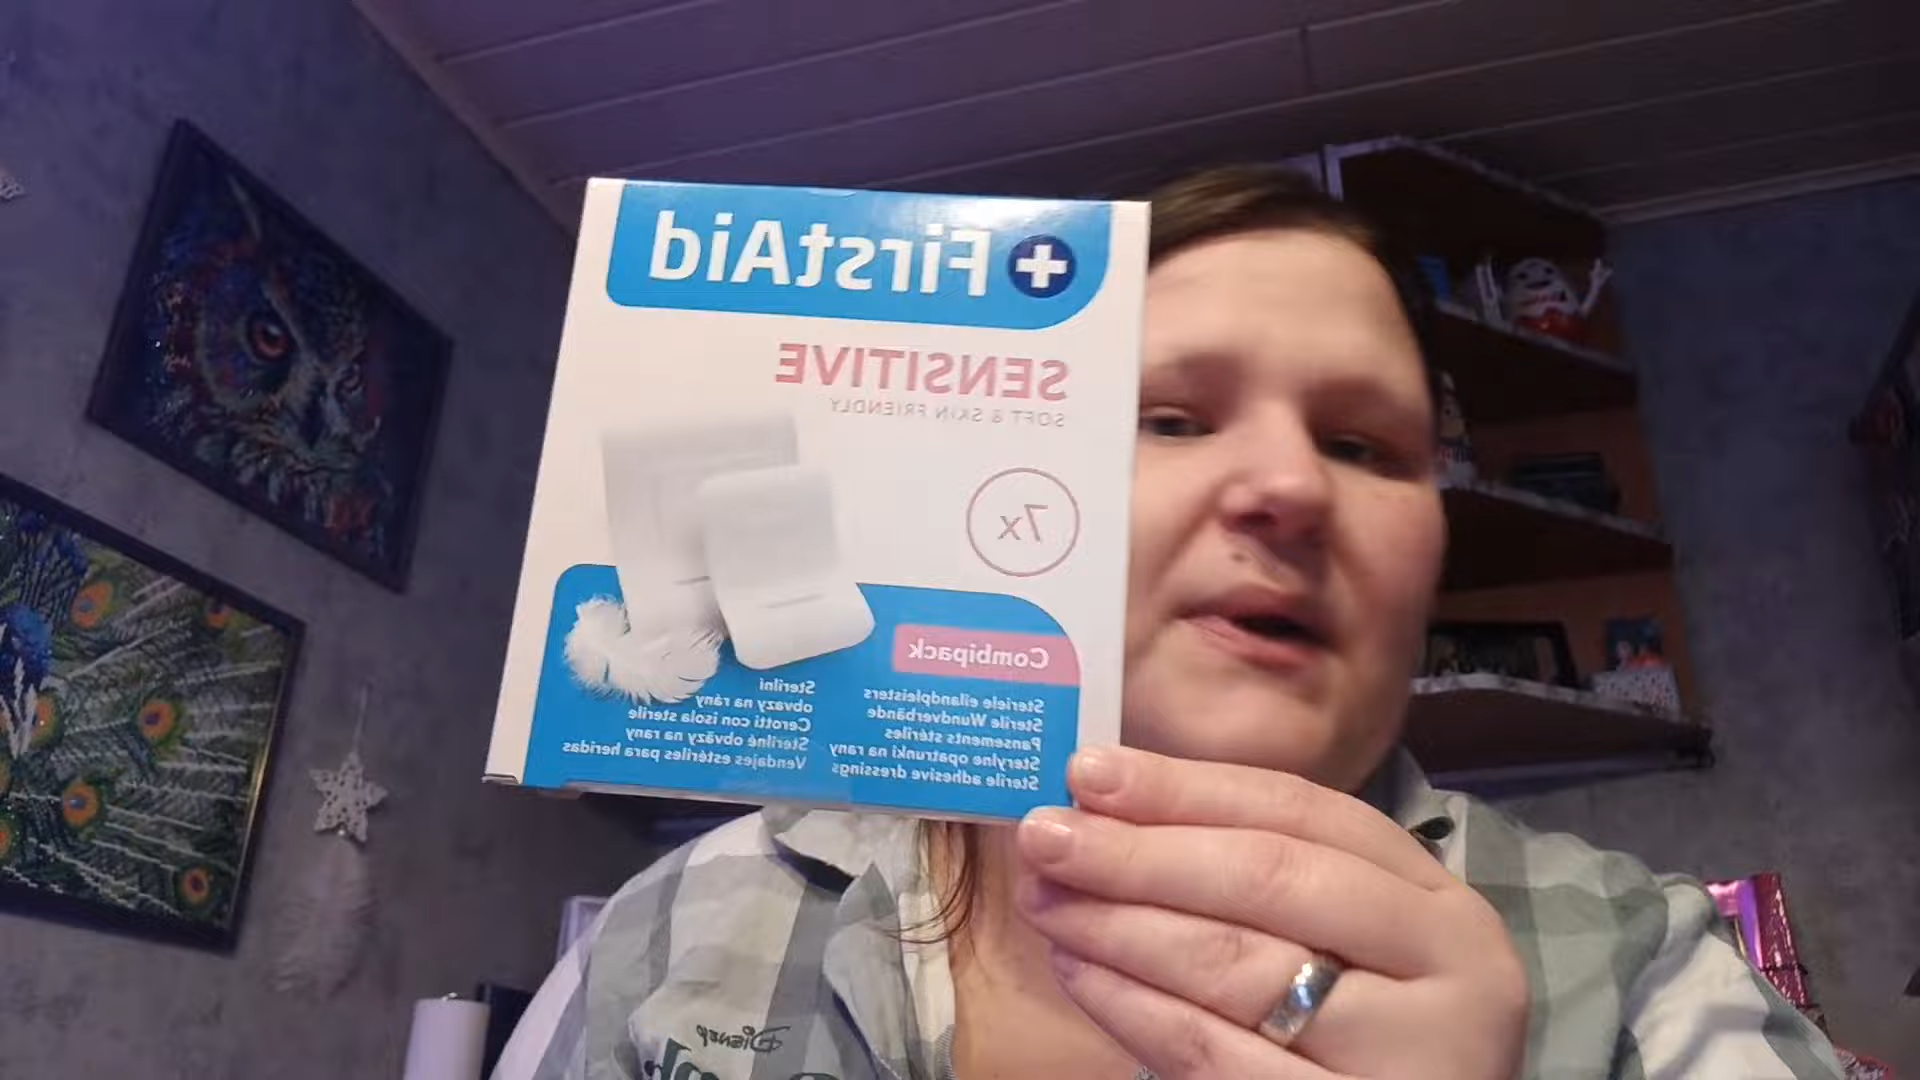 FirstAid
SENSITIVE
SOFT & SKIN FRIENDLY
7x
Combipack
Steriele eilandpleisters
Sterile Wundverbände
Pansements stériles
Sterylne opatrunki na rany
Sterile adhesive dressings
Sterilní
obvazy na rány
Cerotti con isola sterile
Sterilné obväzy na rany
Vendajes estériles para heridas
Disney